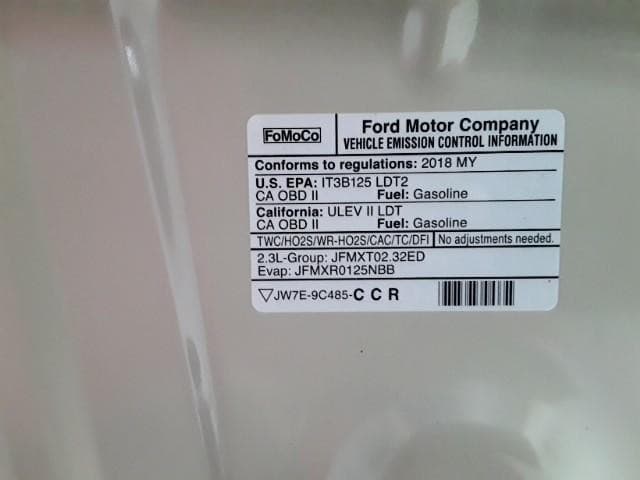 FoMoCo
Ford Motor Company
VEHICLE EMISSION CONTROL INFORMATION
Conforms to regulations: 2018 MY
U.S. EPA: IT3B125 LDT2
CA OBD II Fuel: Gasoline
California: ULEV II LDT
CA OBD II Fuel: Gasoline
TWC/HO2S/WR-HO2S/CAC/TC/DFI No adjustments needed.
2.3L-Group: JFMXT02.32ED
Evap: JFMXR0125NBB
JW7E-9C485-C C R